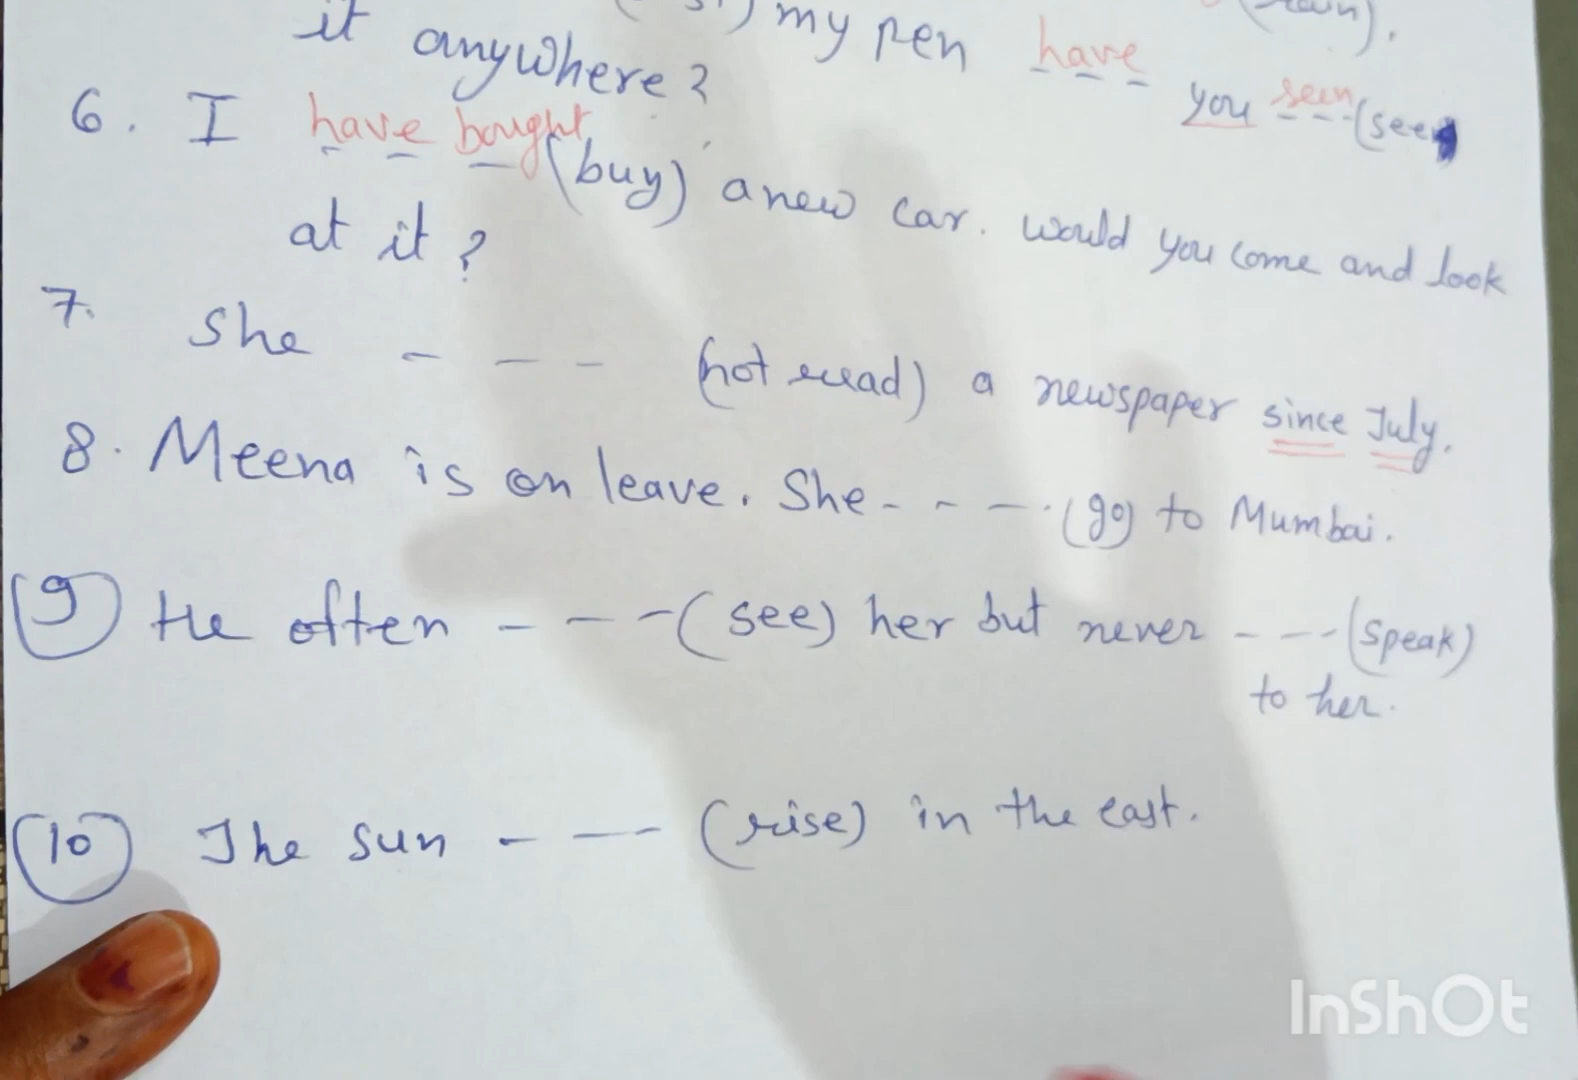 my pen have you seen (see)
it anywhere?
6. I have bought (buy) a new car. would you come and look
at it?
7. She - - - (not read) a newspaper since July.
8. Meena is on leave. She - - - (go) to Mumbai.
9 He often - - - (see) her but never - - - (speak)
to her.
10 The sun - - - (rise) in the east.
InShOt